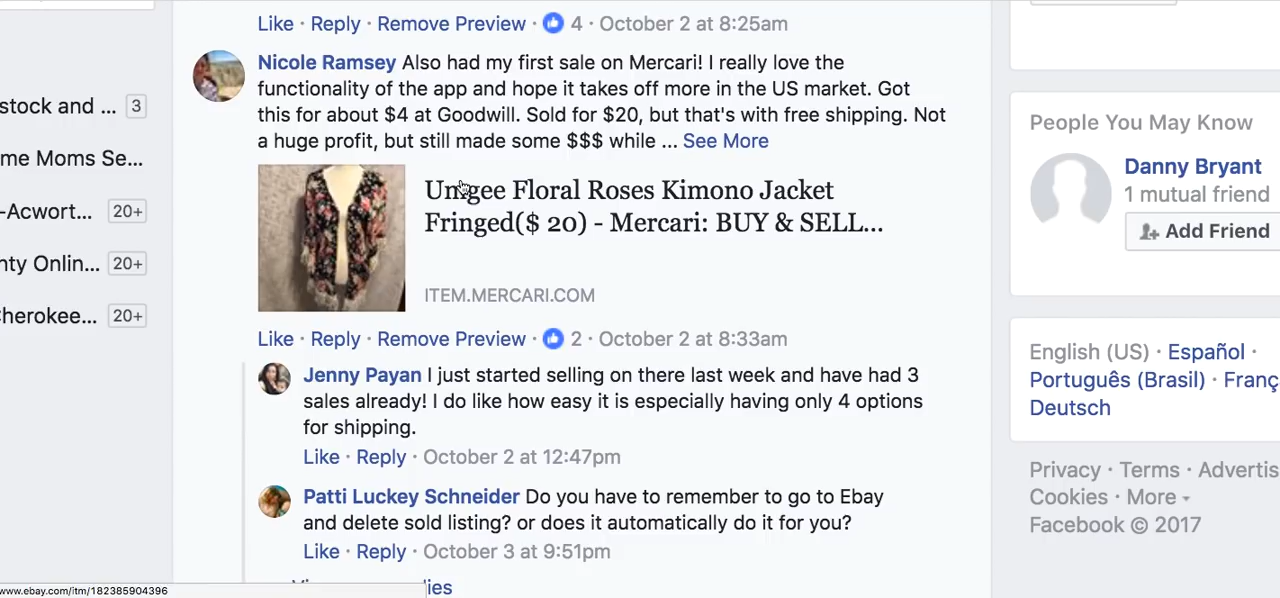 Like · Reply · Remove Preview · 4 · October 2 at 8:25am
Nicole Ramsey Also had my first sale on Mercari! I really love the
functionality of the app and hope it takes off more in the US market. Got
this for about $4 at Goodwill. Sold for $20, but that's with free shipping. Not
a huge profit, but still made some $$$ while ... See More
Floral Roses Kimono Jacket
Fringed($ 20) - Mercari: BUY & SELL...
ITEM.MERCARI.COM
Like · Reply · Remove Preview · 2 · October 2 at 8:33am
Jenny Payan I just started selling on there last week and have had 3
sales already! I do like how easy it is especially having only 4 options
for shipping.
Like · Reply · October 2 at 12:47pm
Patti Luckey Schneider Do you have to remember to go to Ebay
and delete sold listing? or does it automatically do it for you?
Like · Reply · October 3 at 9:51pm
www.ebay.com/itm/182385904396
stock and ... 3
me Moms Se...
-Acwort... 20+
nty Onlin... 20+
Cherokee... 20+
People You May Know
Danny Bryant
1 mutual friend
Add Friend
English (US) · Español ·
Português (Brasil) · Franç
Deutsch
Privacy · Terms · Advertis
Cookies · More
Facebook © 2017